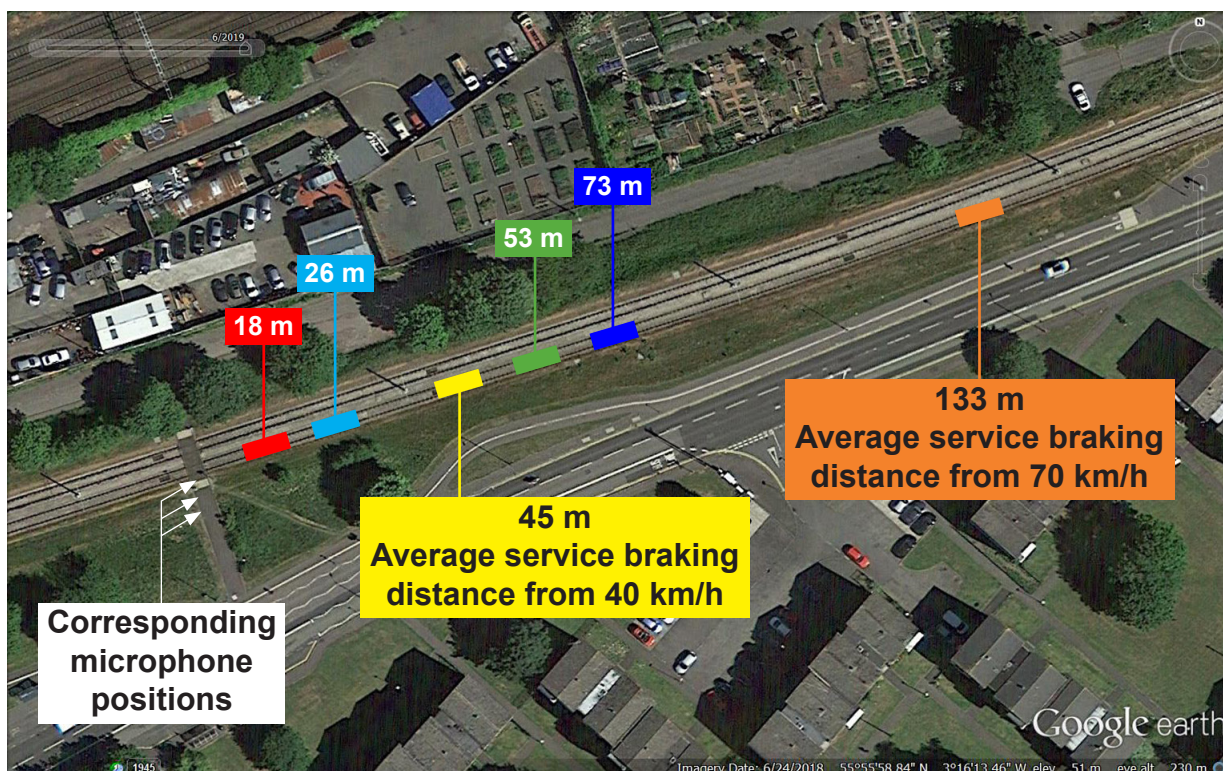 6/2019
N
73 m
53 m
26 m
18 m
133 m
Average service braking
distance from 70 km/h
45 m
Average service braking
distance from 40 km/h
Corresponding
microphone
positions
Google earth
1945
Imagery Date: 6/24/2018 55°55'58.84" N 3°16'13.46" W elev 51 m eye alt 230 m